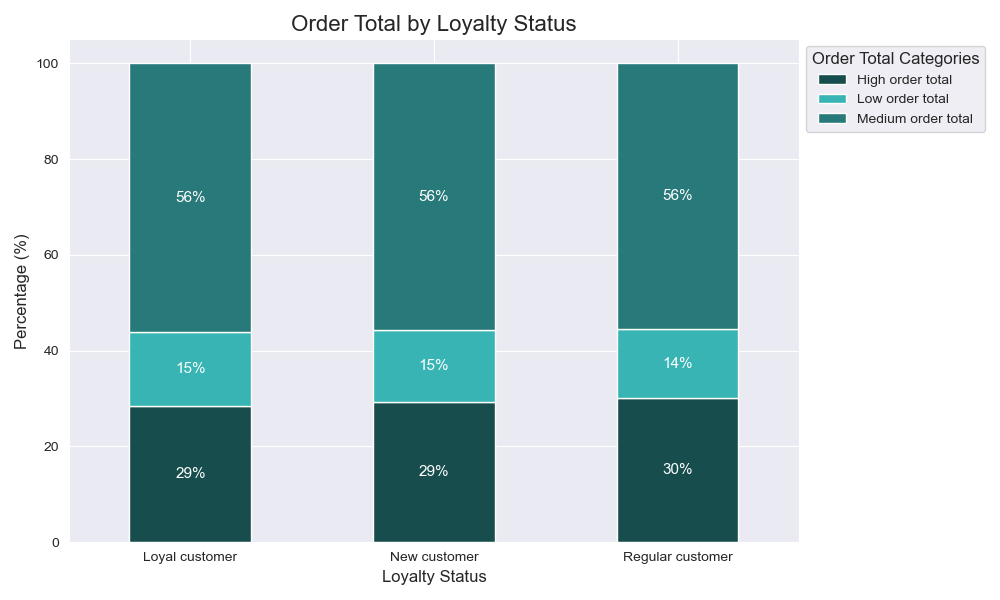 Order Total by Loyalty Status
Order Total Categories
High order total
Low order total
Medium order total
Percentage (%)
100
80
60
40
20
0
56%
56%
56%
15%
15%
14%
29%
29%
30%
Loyal customer
New customer
Regular customer
Loyalty Status